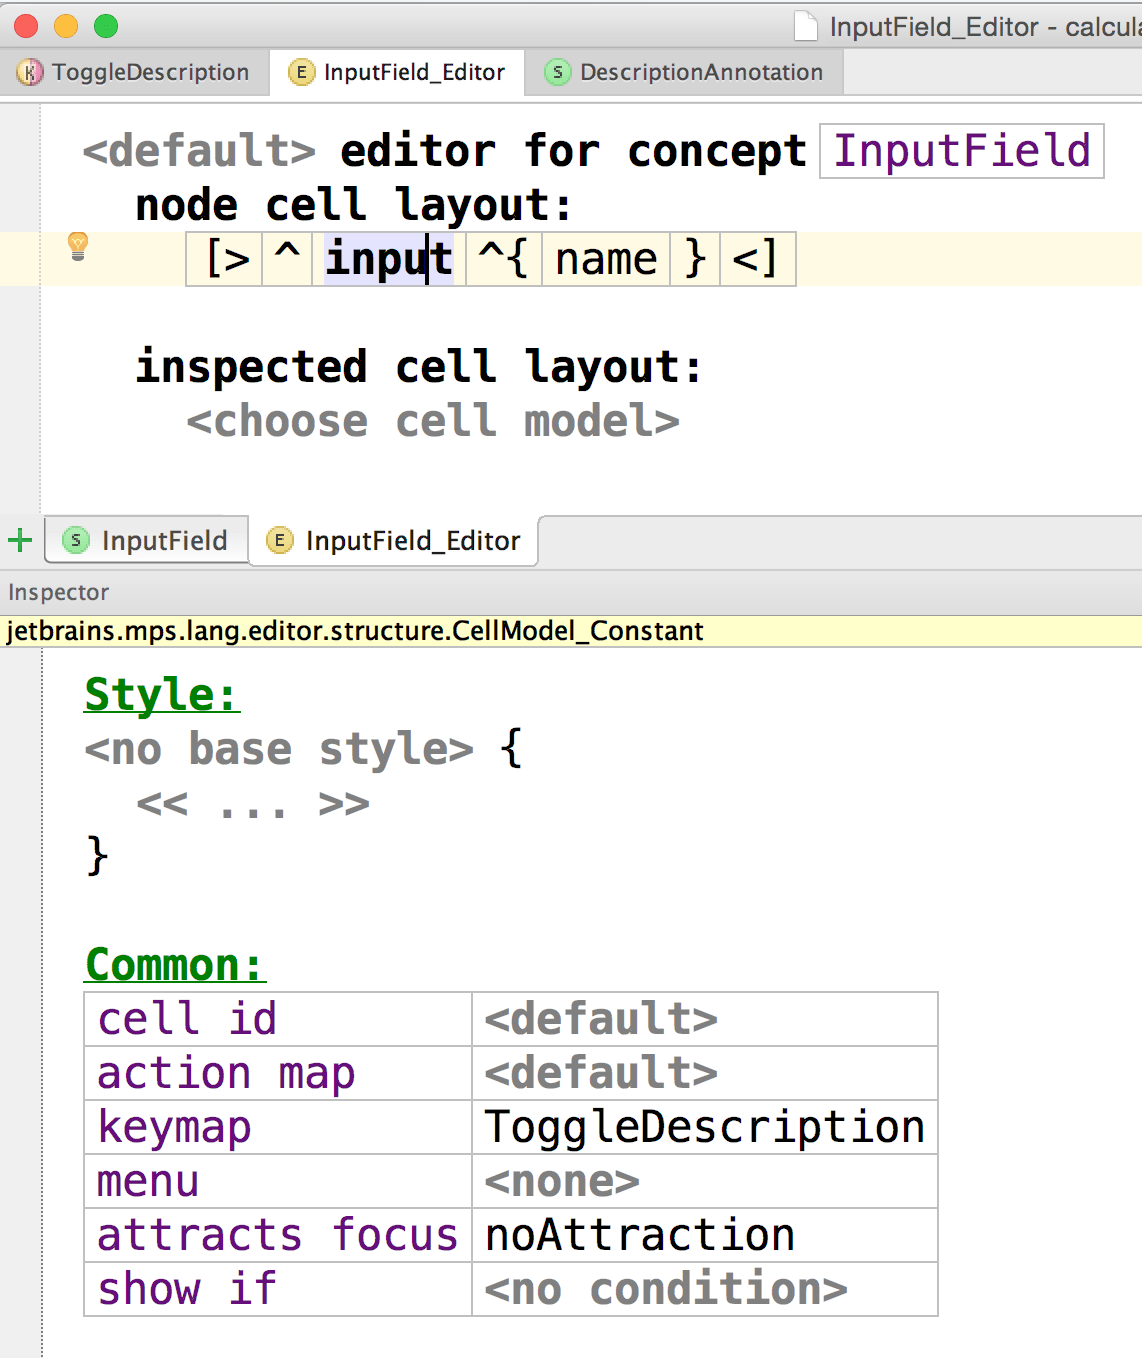 InputField_Editor - calcula
K ToggleDescription E InputField_Editor S DescriptionAnnotation
<default> editor for concept InputField
node cell layout:
[> ^ input ^{ name } <]
inspected cell layout:
<choose cell model>
+ S InputField E InputField_Editor
Inspector
jetbrains.mps.lang.editor.structure.CellModel_Constant
Style:
<no base style> {
<< ... >>
}
Common:
cell id <default>
action map <default>
keymap ToggleDescription
menu <none>
attracts focus noAttraction
show if <no condition>